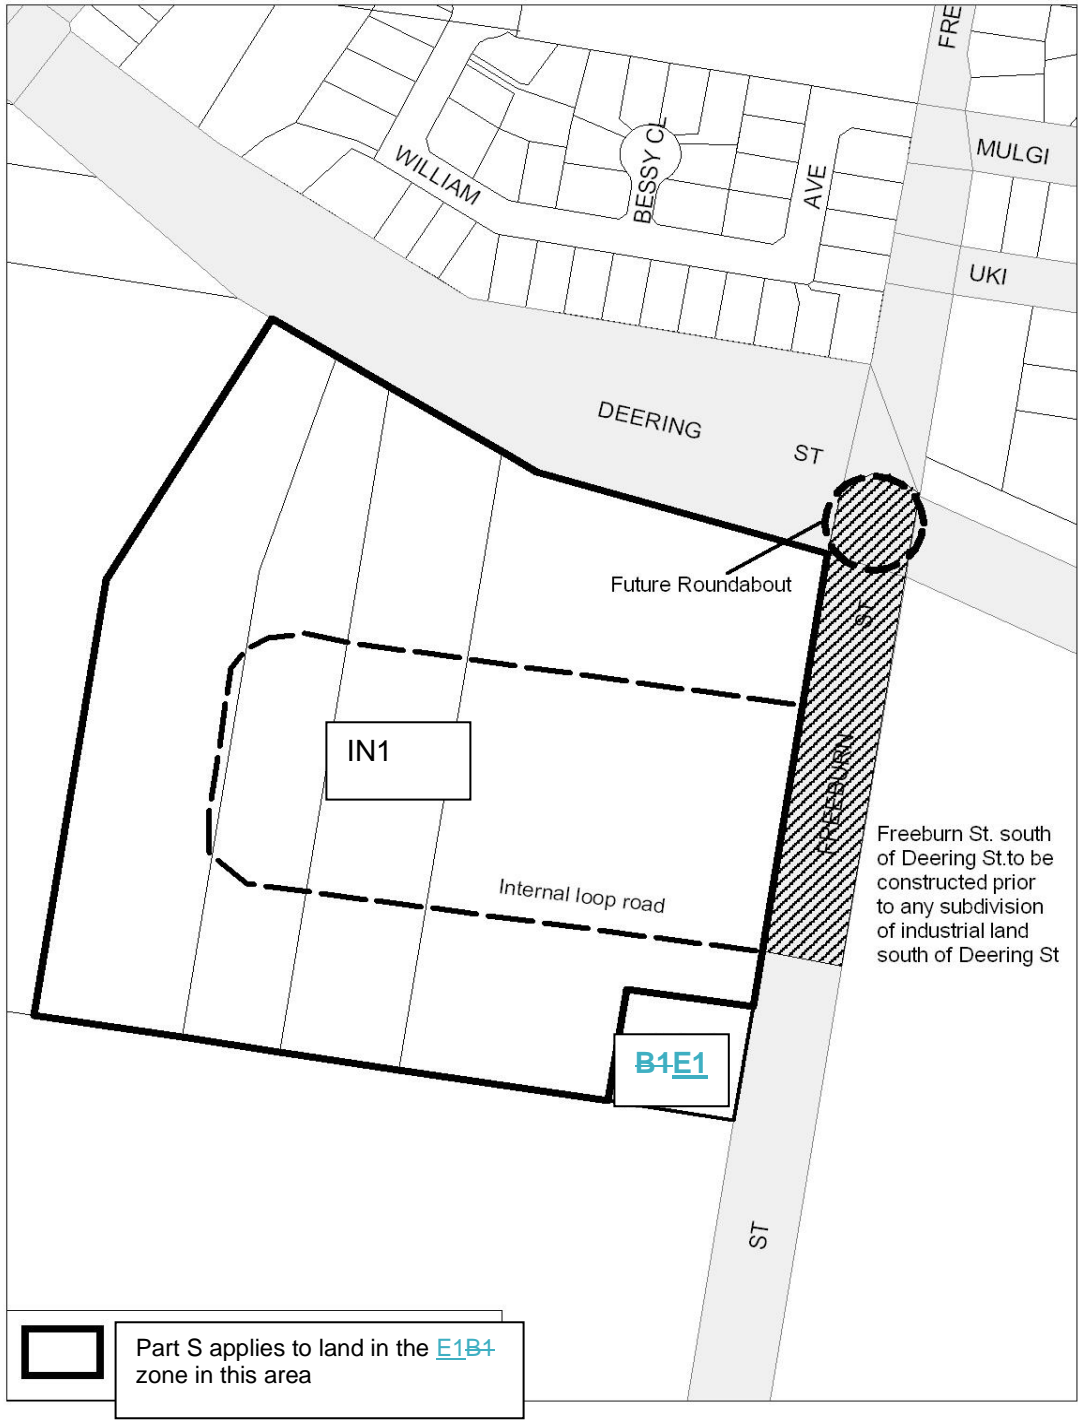 FRE
MULGI
WILLIAM
BESSY CL
AVE
UKI
DEERING
ST
Future Roundabout
ST
FREEBURN
IN1
Freeburn St. south
of Deering St.to be
constructed prior
to any subdivision
of industrial land
south of Deering St
Internal loop road
B1E1
ST
Part S applies to land in the E1B1
zone in this area